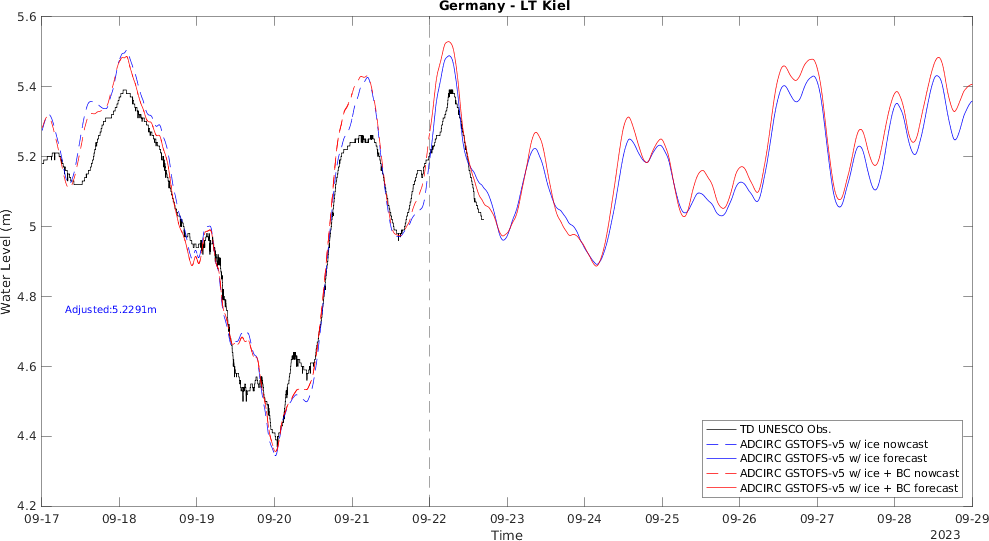 Germany - LT Kiel
5.6
5.4
5.2
5
4.8
4.6
4.4
4.2
Water Level (m)
Adjusted:5.2291m
TD UNESCO Obs.
ADCIRC GSTOFS-v5 w/ ice nowcast
ADCIRC GSTOFS-v5 w/ ice forecast
ADCIRC GSTOFS-v5 w/ ice + BC nowcast
ADCIRC GSTOFS-v5 w/ ice + BC forecast
09-17 09-18 09-19 09-20 09-21 09-22 09-23 09-24 09-25 09-26 09-27 09-28 09-29
Time
2023